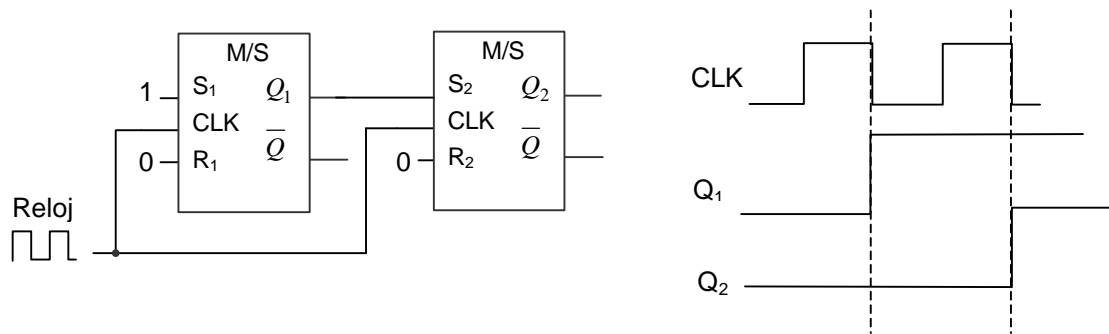 M/S
1 S₁ Q₁
CLK
0 R₁ Q̅
M/S
S₂ Q₂
CLK
0 R₂ Q̅
Reloj
CLK
Q₁
Q₂